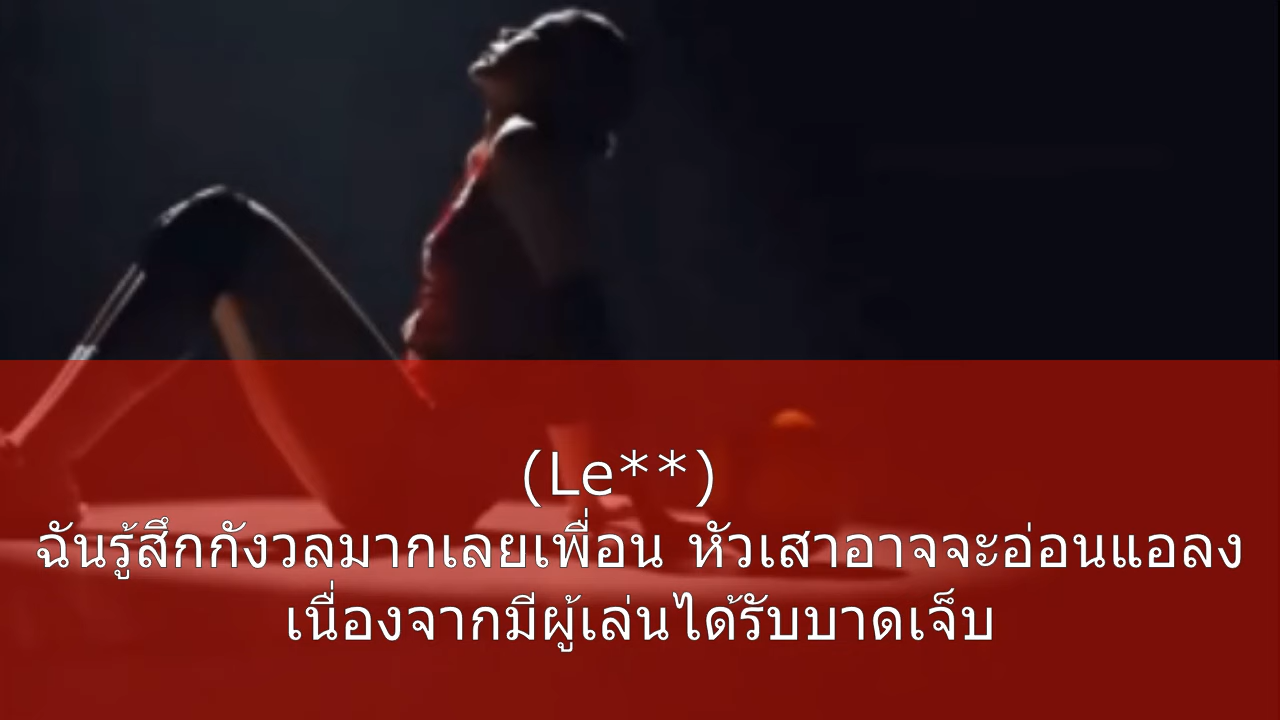 (Le**)
ฉันรู้สึกกังวลมากเลยเพื่อน หัวเสาอาจจะอ่อนแอลง
เนื่องจากมีผู้เล่นได้รับบาดเจ็บ